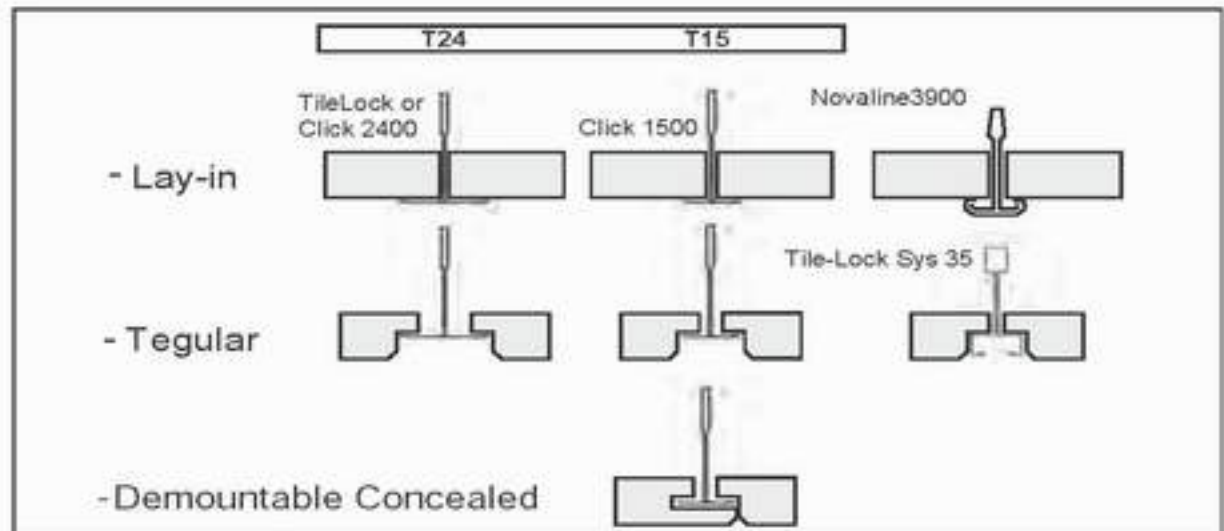 T24 T15
TileLock or
Click 2400
Click 1500
Novaline3900
- Lay-in
Tile-Lock Sys 35
- Tegular
-Demountable Concealed